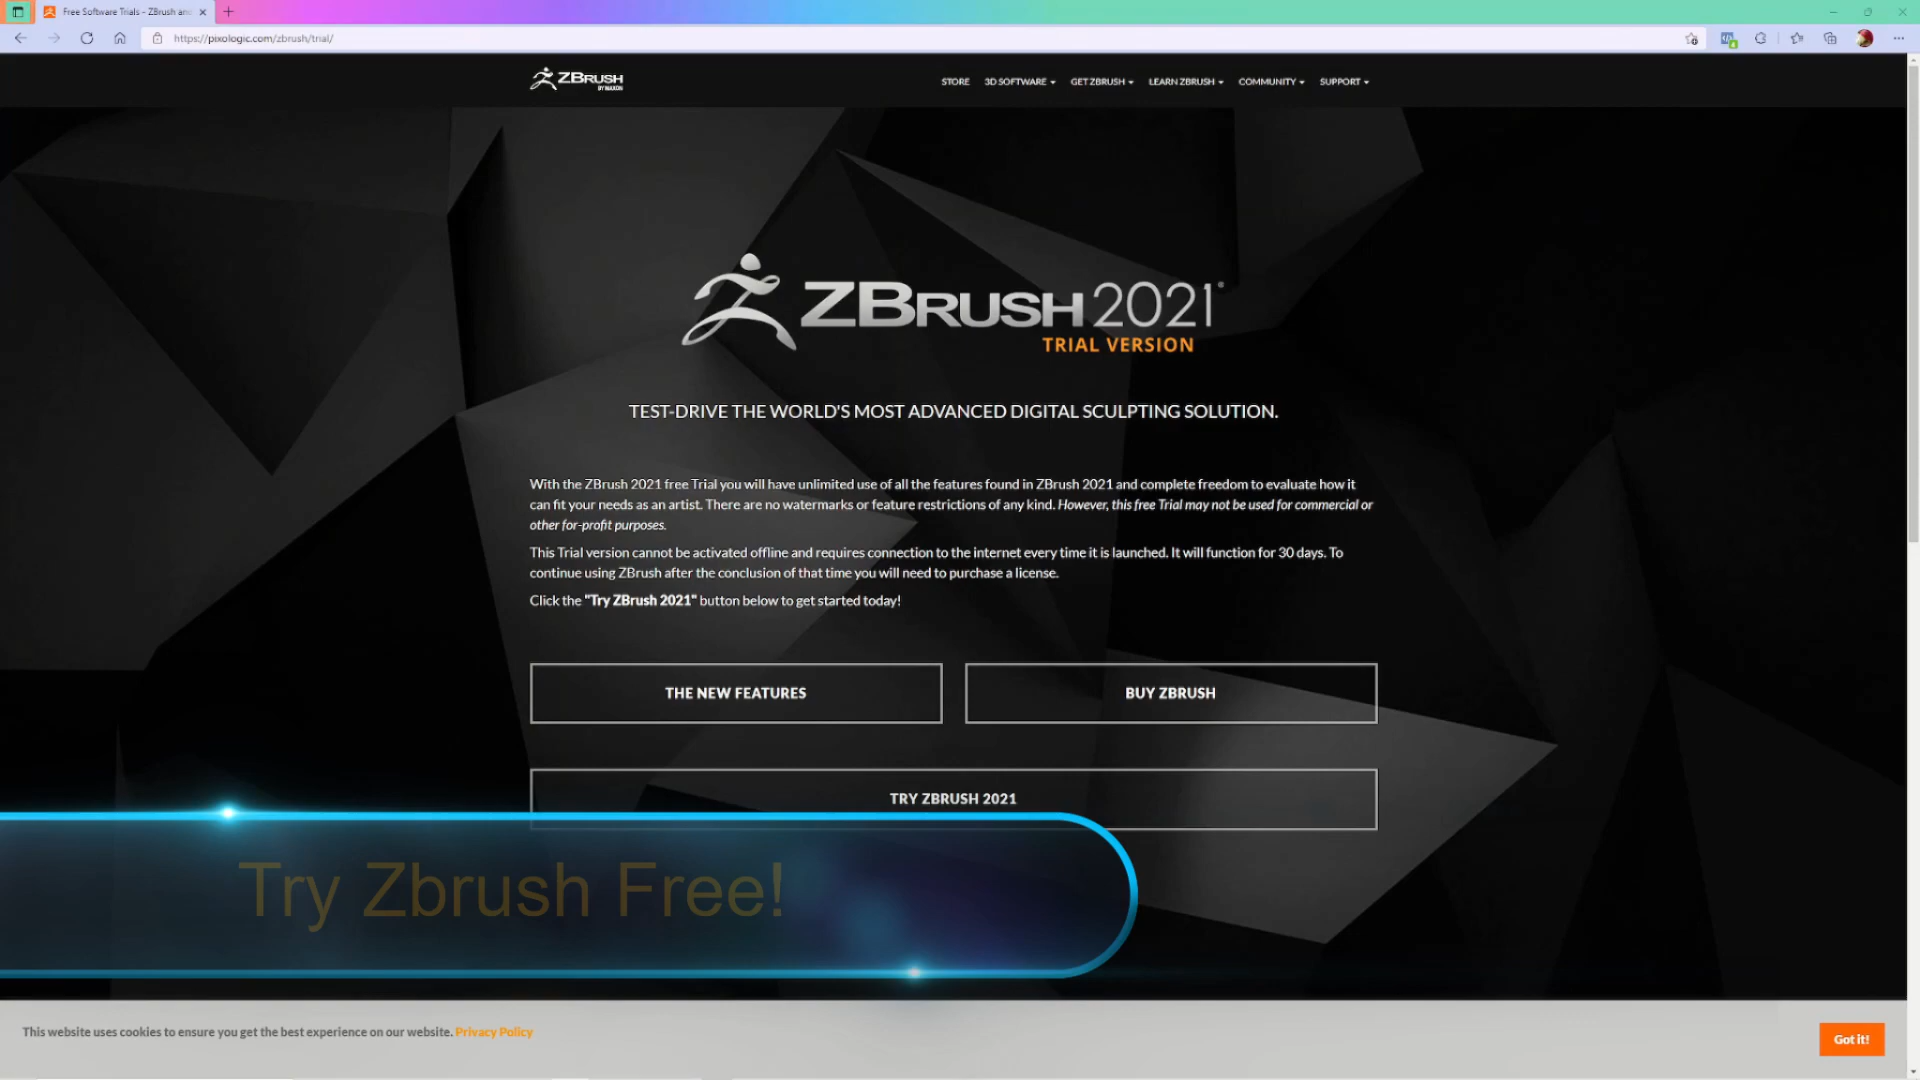 Free Software Trials - ZBrush and
https://pixologic.com/zbrush/trial/
ZBRUSH
BY MAXON
STORE
3D SOFTWARE
GET ZBRUSH
LEARN ZBRUSH
COMMUNITY
SUPPORT
ZBRUSH 2021
TRIAL VERSION
TEST-DRIVE THE WORLD'S MOST ADVANCED DIGITAL SCULPTING SOLUTION.
With the ZBrush 2021 free Trial you will have unlimited use of all the features found in ZBrush 2021 and complete freedom to evaluate how it
can fit your needs as an artist. There are no watermarks or feature restrictions of any kind. However, this free Trial may not be used for commercial or
other for-profit purposes.
This Trial version cannot be activated offline and requires connection to the internet every time it is launched. It will function for 30 days. To
continue using ZBrush after the conclusion of that time you will need to purchase a license.
Click the "Try ZBrush 2021" button below to get started today!
THE NEW FEATURES
BUY ZBRUSH
TRY ZBRUSH 2021
Try Zbrush Free!
This website uses cookies to ensure you get the best experience on our website. Privacy Policy
Got it!